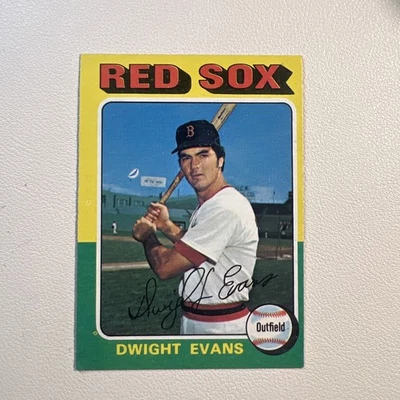 RED SOX
B
Dwight Evans
Outfield
DWIGHT EVANS